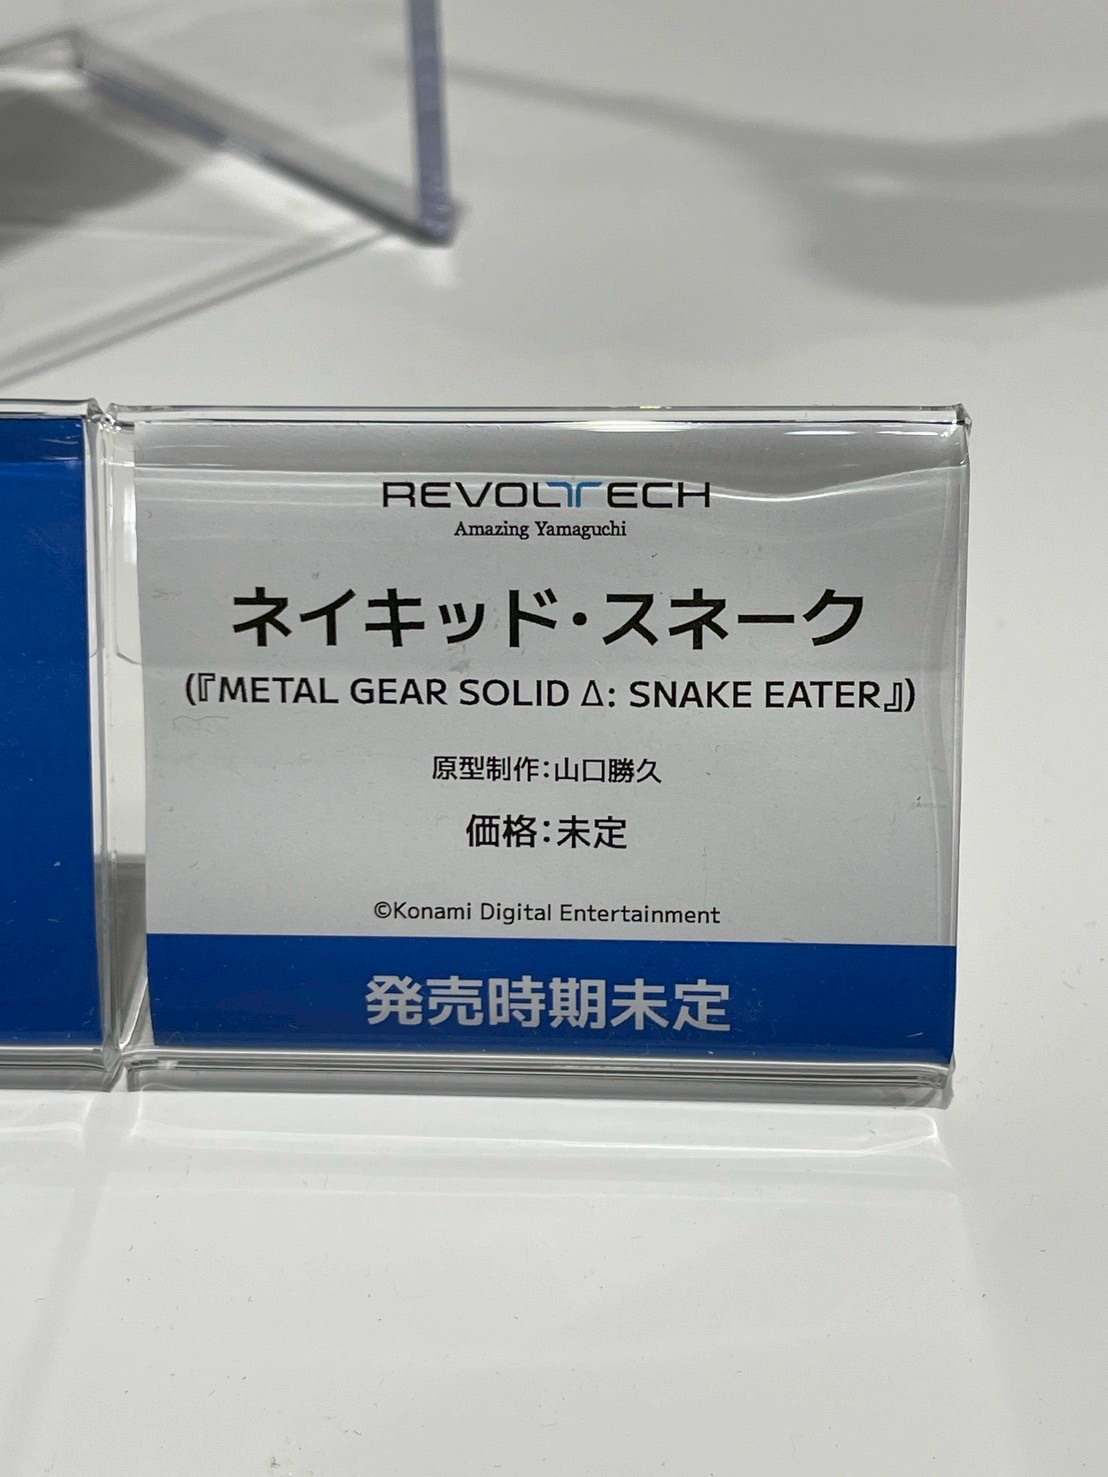 REVOLTECH
Amazing Yamaguchi
ネイキッド・スネーク
(『METAL GEAR SOLID Δ: SNAKE EATER』)
原型制作：山口勝久
価格：未定
©Konami Digital Entertainment
発売時期未定